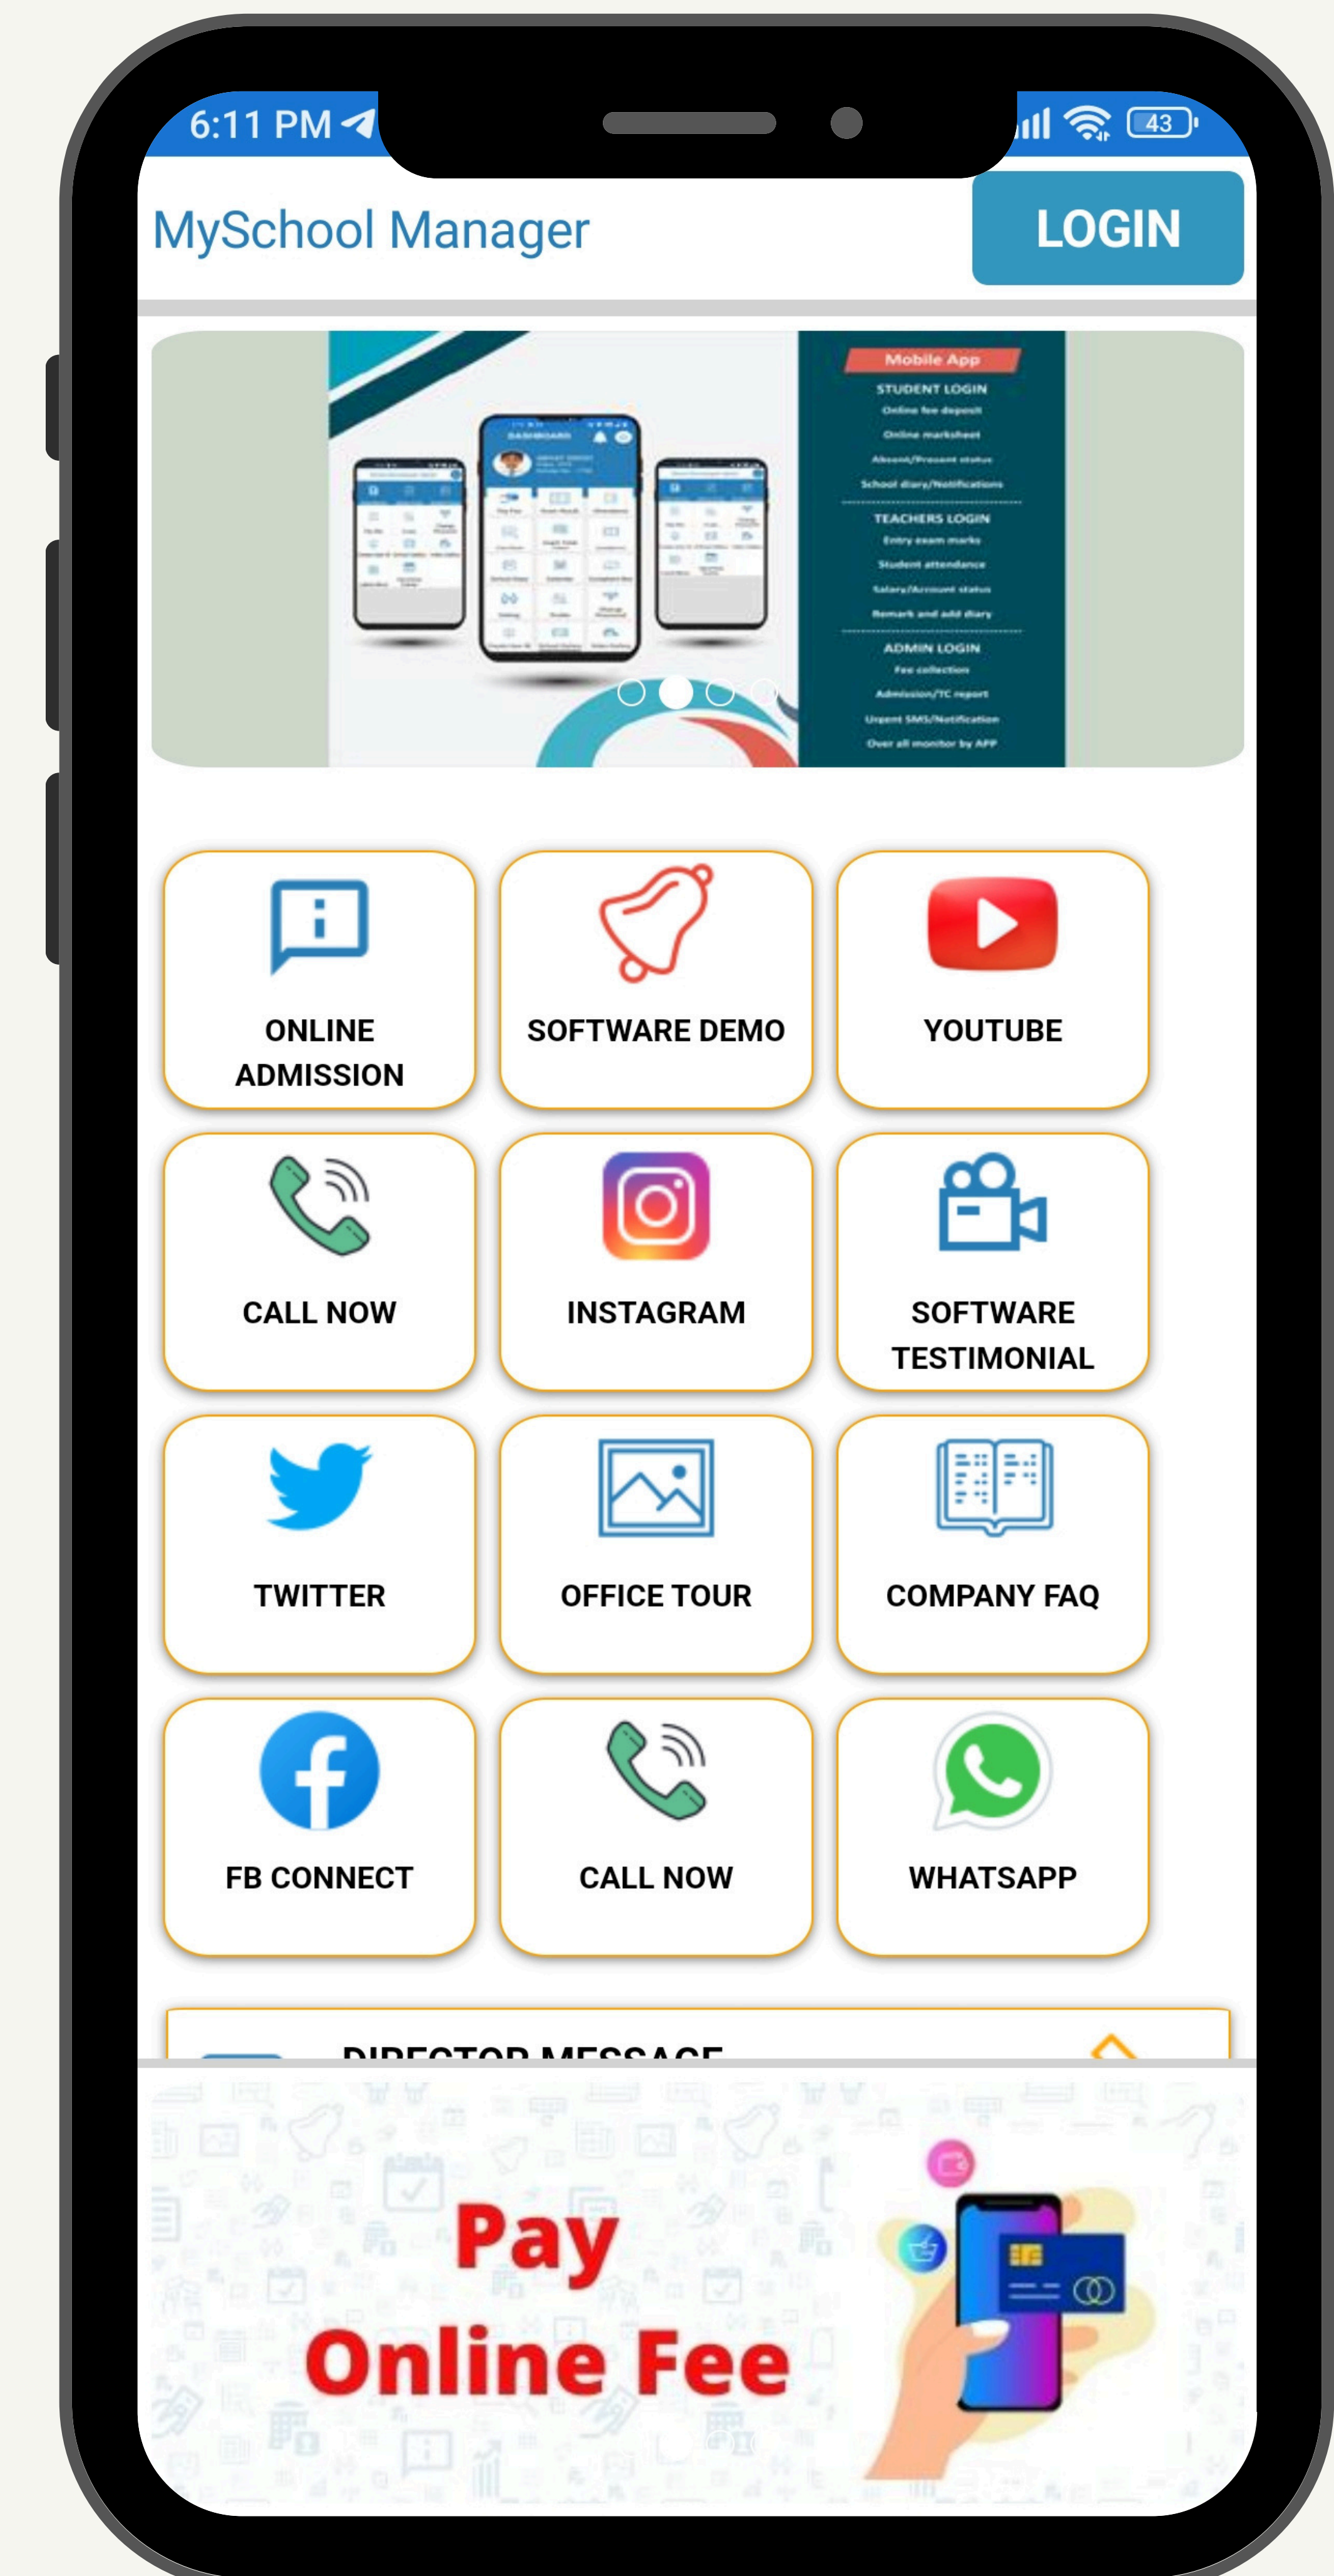 6:11 PM
43
MySchool Manager
LOGIN
Mobile App
STUDENT LOGIN
Online fee deposit
Online marksheet
Absent/Present status
School diary/Notifications
TEACHERS LOGIN
Entry exam marks
Student attendance
Salary/Account status
Remark and add diary
ADMIN LOGIN
Fee collection
Admission/TC report
Urgent SMS/Notification
Over all monitor by APP
DASHBOARD
ONLINE
ADMISSION
SOFTWARE DEMO
YOUTUBE
CALL NOW
INSTAGRAM
SOFTWARE
TESTIMONIAL
TWITTER
OFFICE TOUR
COMPANY FAQ
FB CONNECT
CALL NOW
WHATSAPP
DIRECTOR MESSAGE
Pay
Online Fee